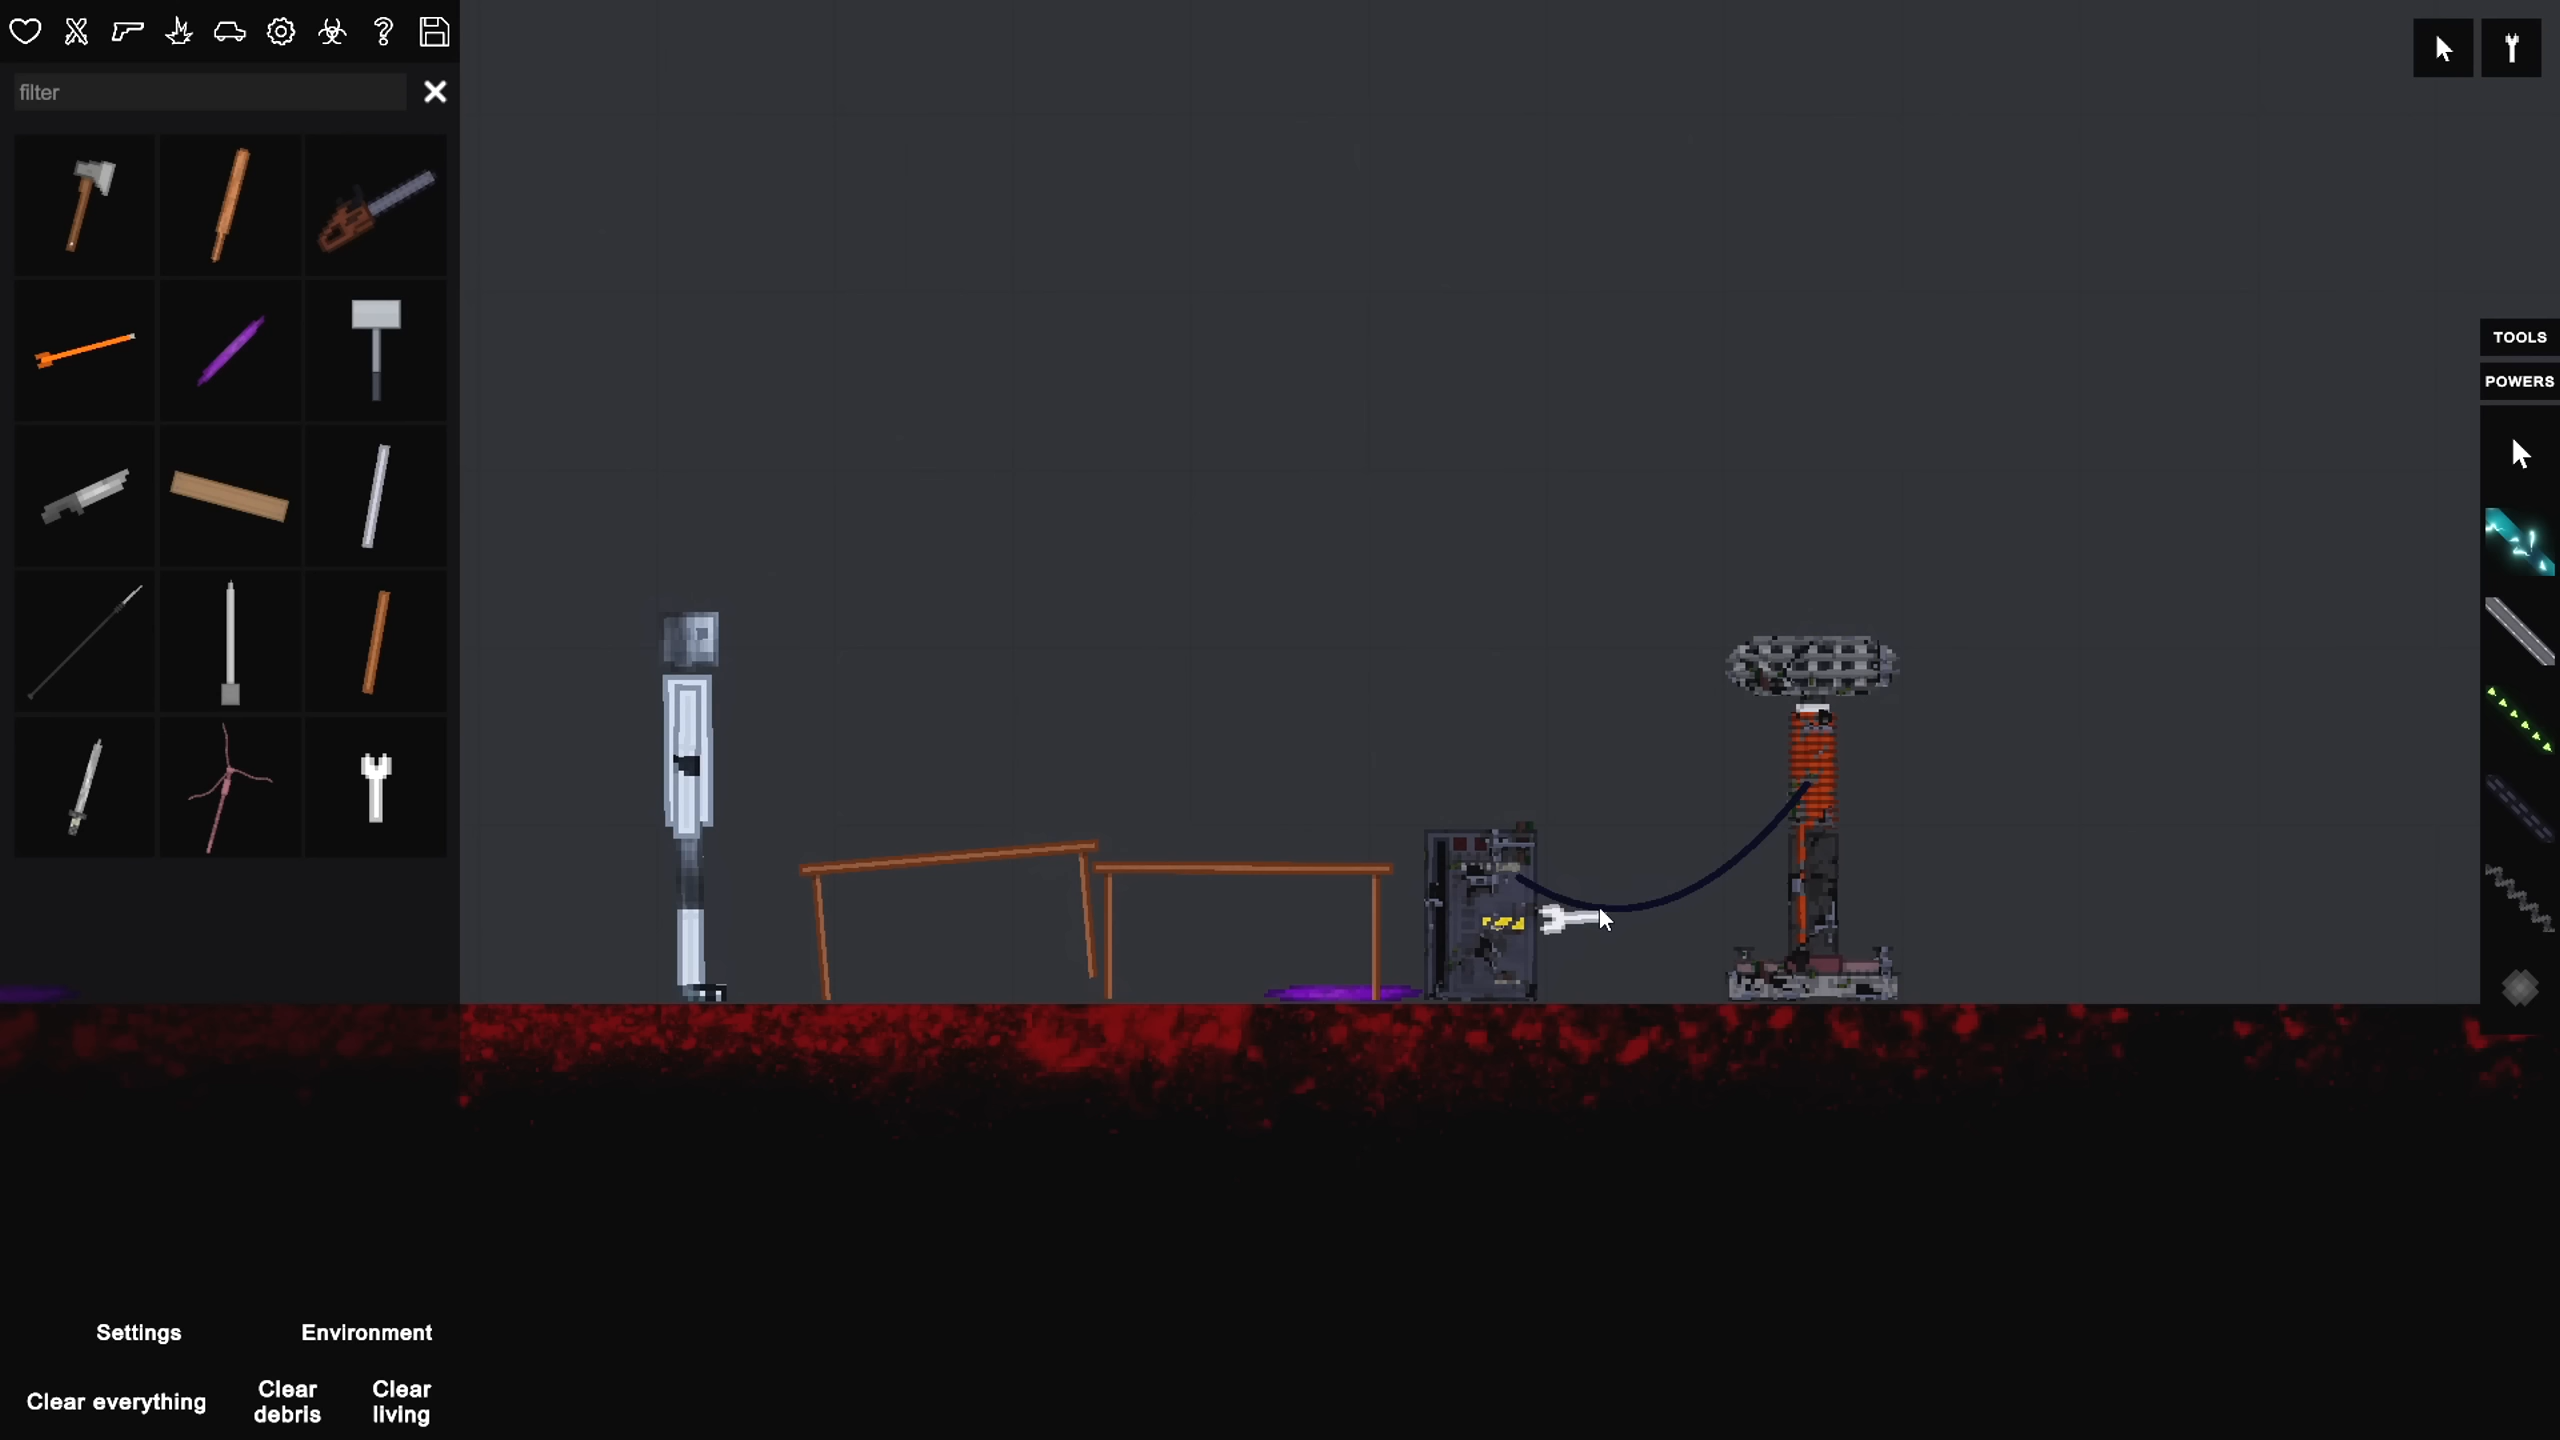 filter
TOOLS
POWERS
Settings
Environment
Clear everything
Clear
debris
Clear
living